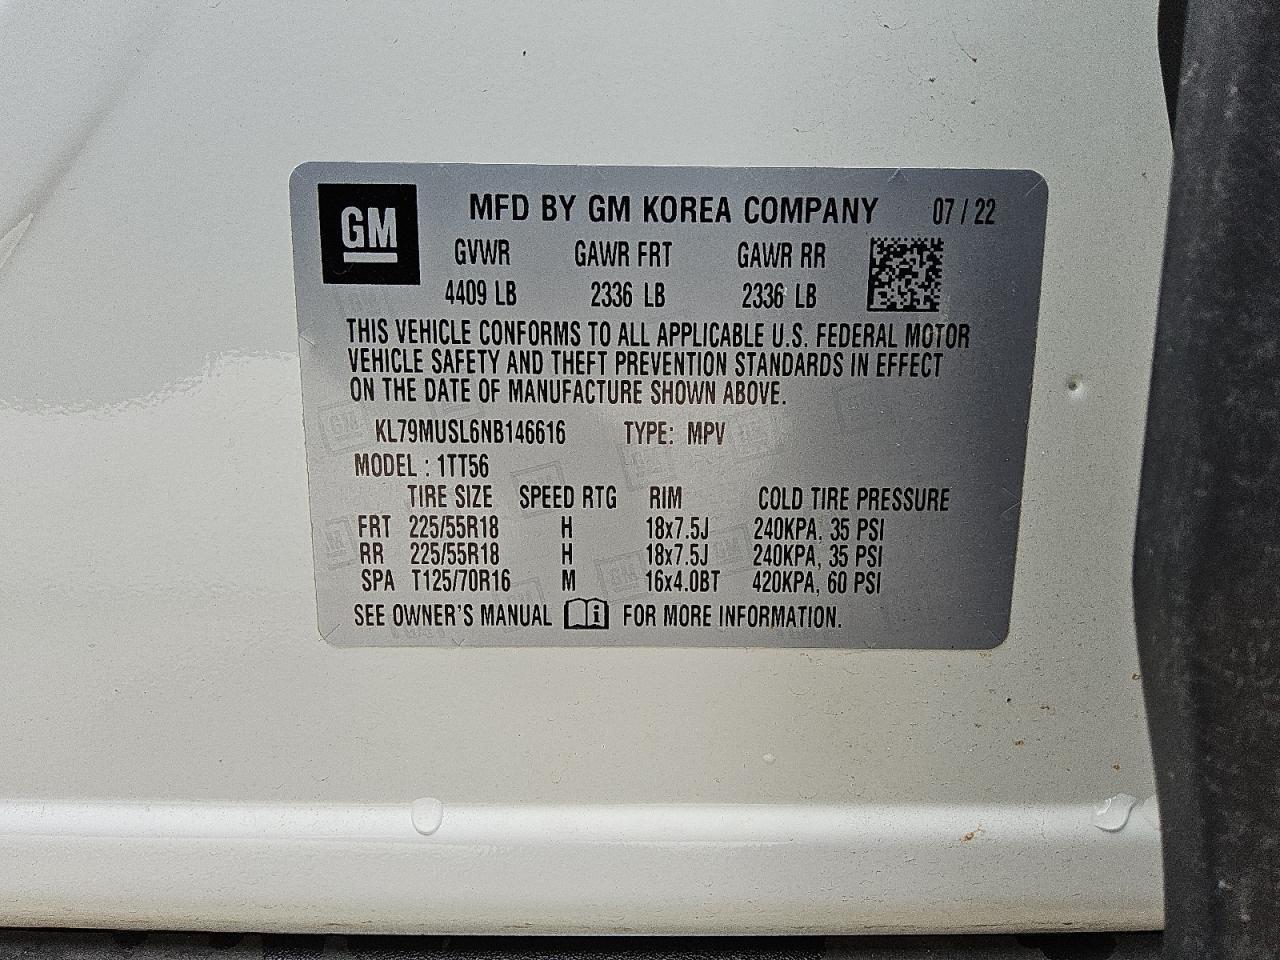 GM MFD BY GM KOREA COMPANY 07 / 22
GVWR GAWR FRT GAWR RR
4409 LB 2336 LB 2336 LB
THIS VEHICLE CONFORMS TO ALL APPLICABLE U.S. FEDERAL MOTOR
VEHICLE SAFETY AND THEFT PREVENTION STANDARDS IN EFFECT
ON THE DATE OF MANUFACTURE SHOWN ABOVE.
KL79MUSL6NB146616 TYPE: MPV
MODEL : 1TT56
TIRE SIZE SPEED RTG RIM COLD TIRE PRESSURE
FRT 225/55R18 H 18x7.5J 240KPA, 35 PSI
RR 225/55R18 H 18x7.5J 240KPA, 35 PSI
SPA T125/70R16 M 16x4.0BT 420KPA, 60 PSI
SEE OWNER'S MANUAL i FOR MORE INFORMATION.